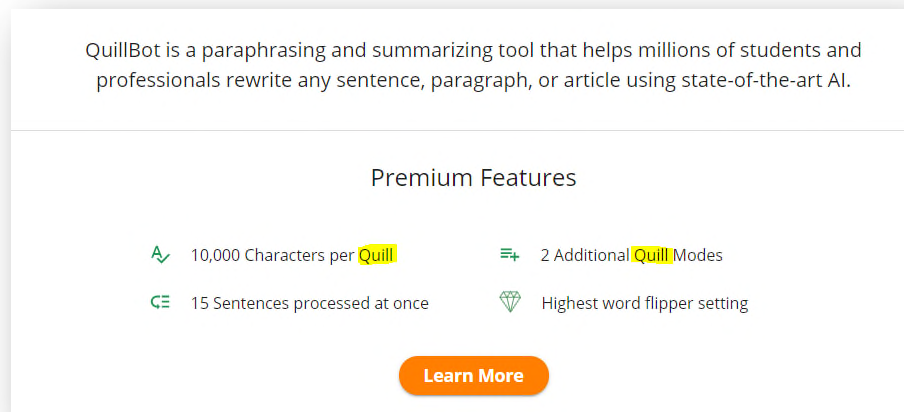 QuillBot is a paraphrasing and summarizing tool that helps millions of students and
professionals rewrite any sentence, paragraph, or article using state-of-the-art AI.
Premium Features
10,000 Characters per Quill
2 Additional Quill Modes
15 Sentences processed at once
Highest word flipper setting
Learn More